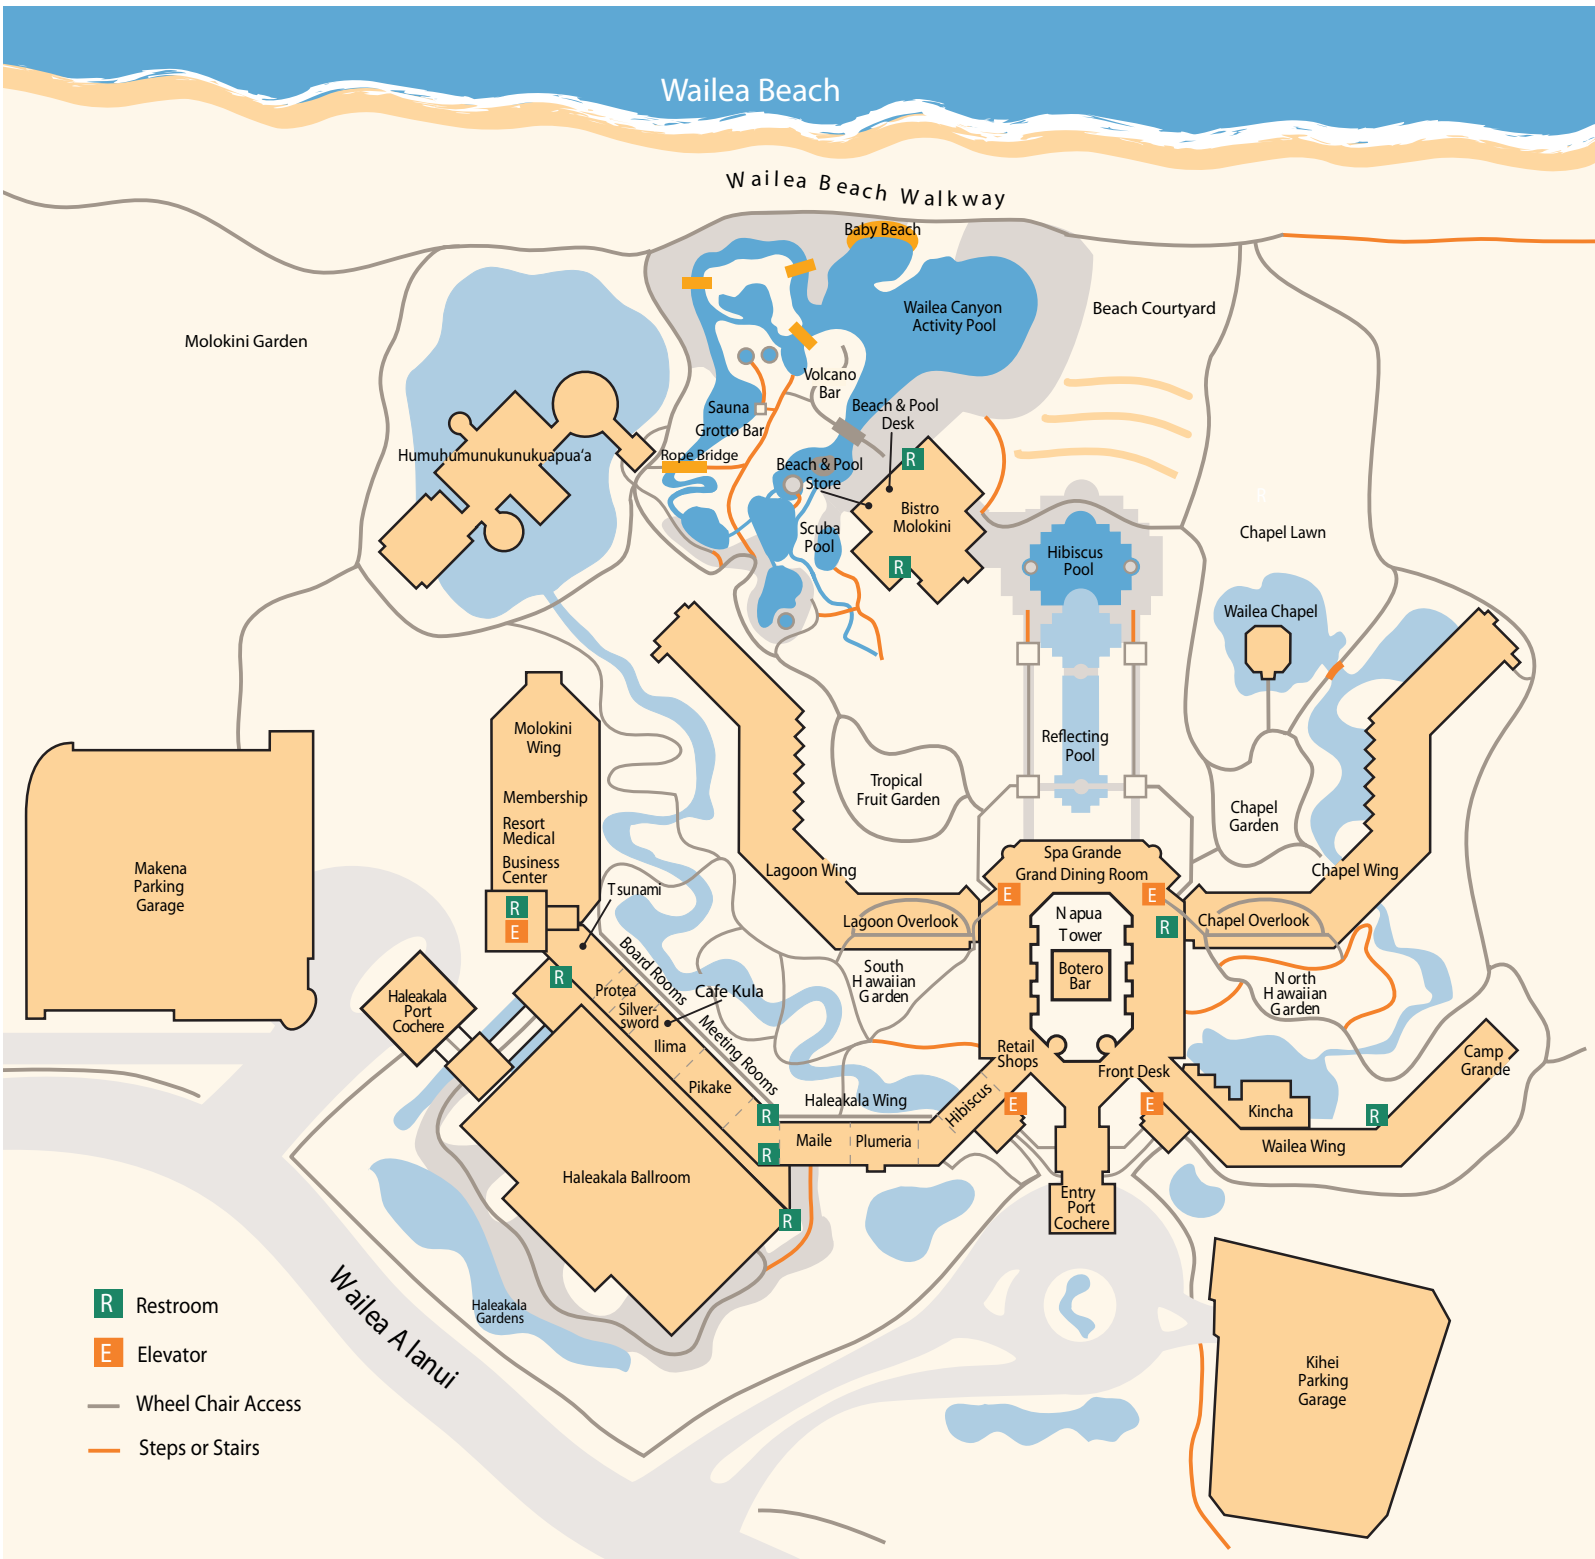 Wailea Beach
Wailea Beach Walkway
Baby Beach
Wailea Canyon
Activity Pool
Beach Courtyard
Molokini Garden
Volcano
Bar
Sauna
Grotto Bar
Beach & Pool
Desk
Rope Bridge
Humuhumunukunukuapua‘a
Beach & Pool
Store
R
Bistro
Molokini
R
Scuba
Pool
Hibiscus
Pool
R
Chapel Lawn
Wailea Chapel
Molokini
Wing
Membership
Resort
Medical
Business
Center
R
E
Tsunami
Reflecting
Pool
Tropical
Fruit Garden
Chapel
Garden
Makena
Parking
Garage
Lagoon Wing
Spa Grande
Grand Dining Room
E
E
Chapel Wing
Lagoon Overlook
Napua
Tower
R
Chapel Overlook
Botero
Bar
South
Hawaiian
Garden
North
Hawaiian
Garden
Haleakala
Port
Cochere
R
Board Rooms
Protea
Silver-
sword
Cafe Kula
Ilima
Meeting Rooms
Pikake
Retail
Shops
Front Desk
Camp
Grande
R
Haleakala Wing
Hibiscus
E
E
Kincha
R
Maile
Plumeria
R
Wailea Wing
Haleakala Ballroom
R
Entry
Port
Cochere
Haleakala
Gardens
Wailea Alanui
Kihei
Parking
Garage
R Restroom
E Elevator
Wheel Chair Access
Steps or Stairs